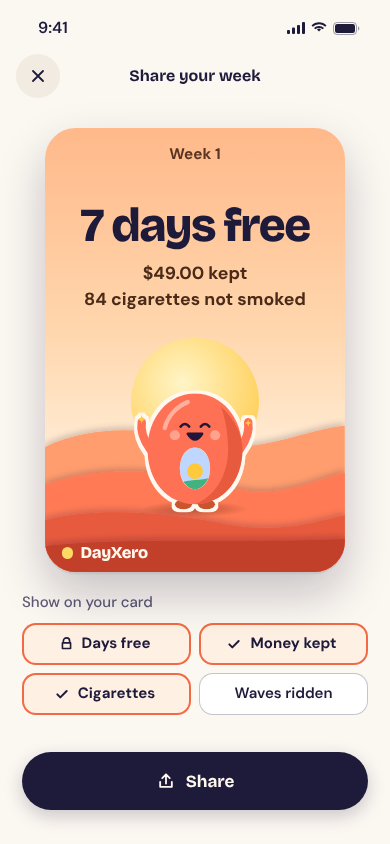 9:41
Share your week
Week 1
7 days free
$49.00 kept
84 cigarettes not smoked
DayXero
Show on your card
Days free
Money kept
Cigarettes
Waves ridden
Share